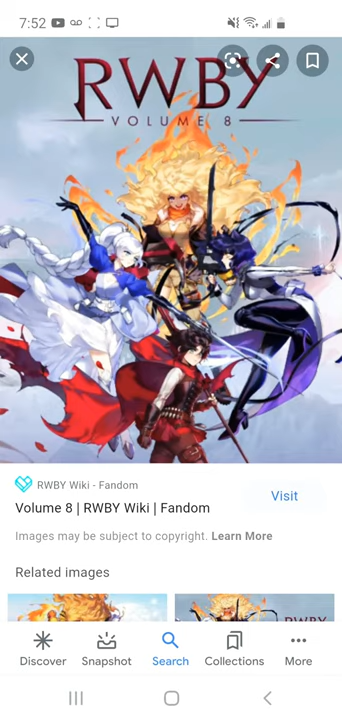 7:52
RWBY
VOLUME 8
RWBY Wiki - Fandom
Visit
Volume 8 | RWBY Wiki | Fandom
Images may be subject to copyright. Learn More
Related images
RWBY
Discover
Snapshot
Search
Collections
More